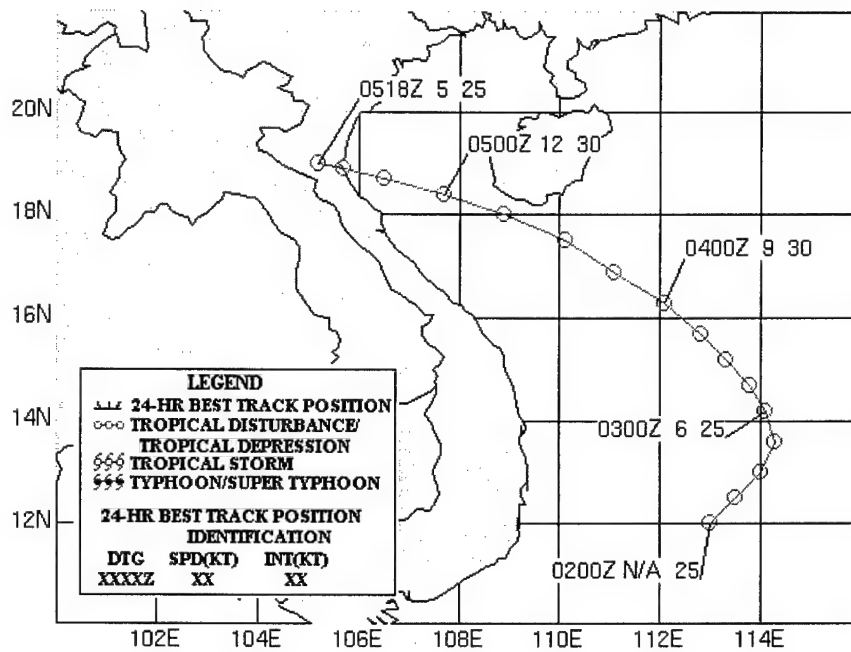 0518Z 5 25
20N
0500Z 12 30
18N
0400Z 9 30
16N
LEGEND
24-HR BEST TRACK POSITION
TROPICAL DISTURBANCE/
TROPICAL DEPRESSION
TROPICAL STORM
TYPHOON/SUPER TYPHOON
24-HR BEST TRACK POSITION
IDENTIFICATION
DTG SPD(KT) INT(KT)
XXXXZ XX XX
14N
0300Z 6 25
12N
0200Z N/A 25
102E 104E 106E 108E 110E 112E 114E